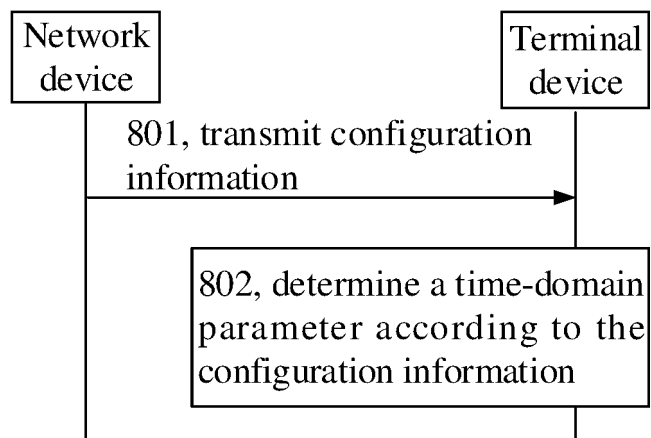 Network
device
Terminal
device
801, transmit configuration
information
802, determine a time-domain
parameter according to the
configuration information